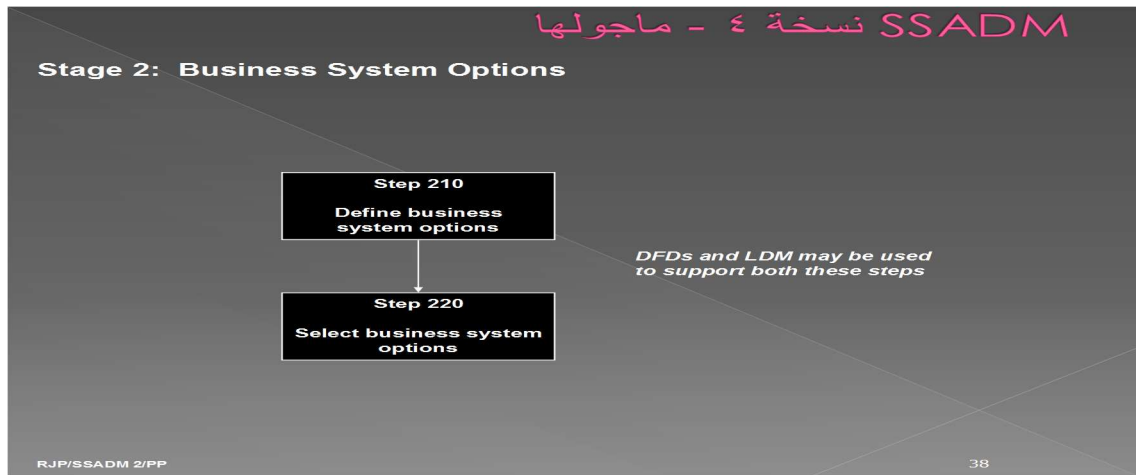 SSADM نسخة ٤ - ماجولها
Stage 2: Business System Options
Step 210
Define business
system options
DFDs and LDM may be used
to support both these steps
Step 220
Select business system
options
RJP/SSADM 2/PP
38